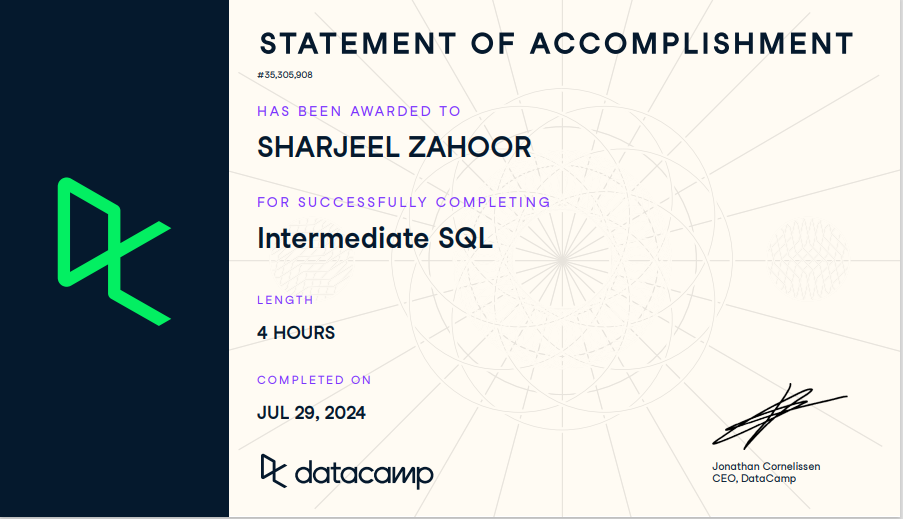 STATEMENT OF ACCOMPLISHMENT
#35,305,908
HAS BEEN AWARDED TO
SHARJEEL ZAHOOR
FOR SUCCESSFULLY COMPLETING
Intermediate SQL
LENGTH
4 HOURS
COMPLETED ON
JUL 29, 2024
datacamp
Jonathan Cornelissen
CEO, DataCamp